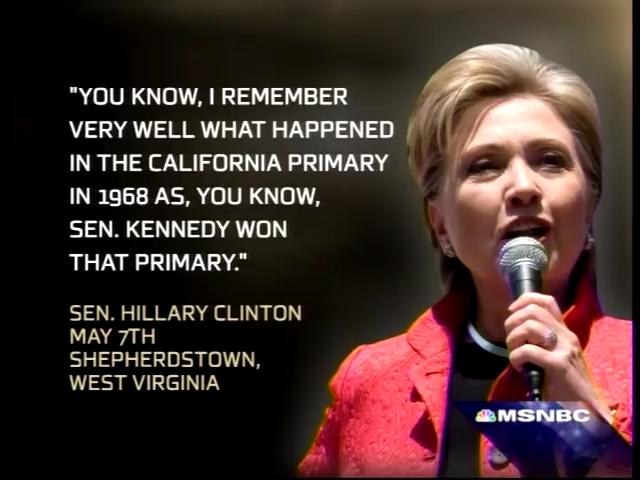 "YOU KNOW, I REMEMBER
VERY WELL WHAT HAPPENED
IN THE CALIFORNIA PRIMARY
IN 1968 AS, YOU KNOW,
SEN. KENNEDY WON
THAT PRIMARY."
SEN. HILLARY CLINTON
MAY 7TH
SHEPHERDSTOWN,
WEST VIRGINIA
MSNBC